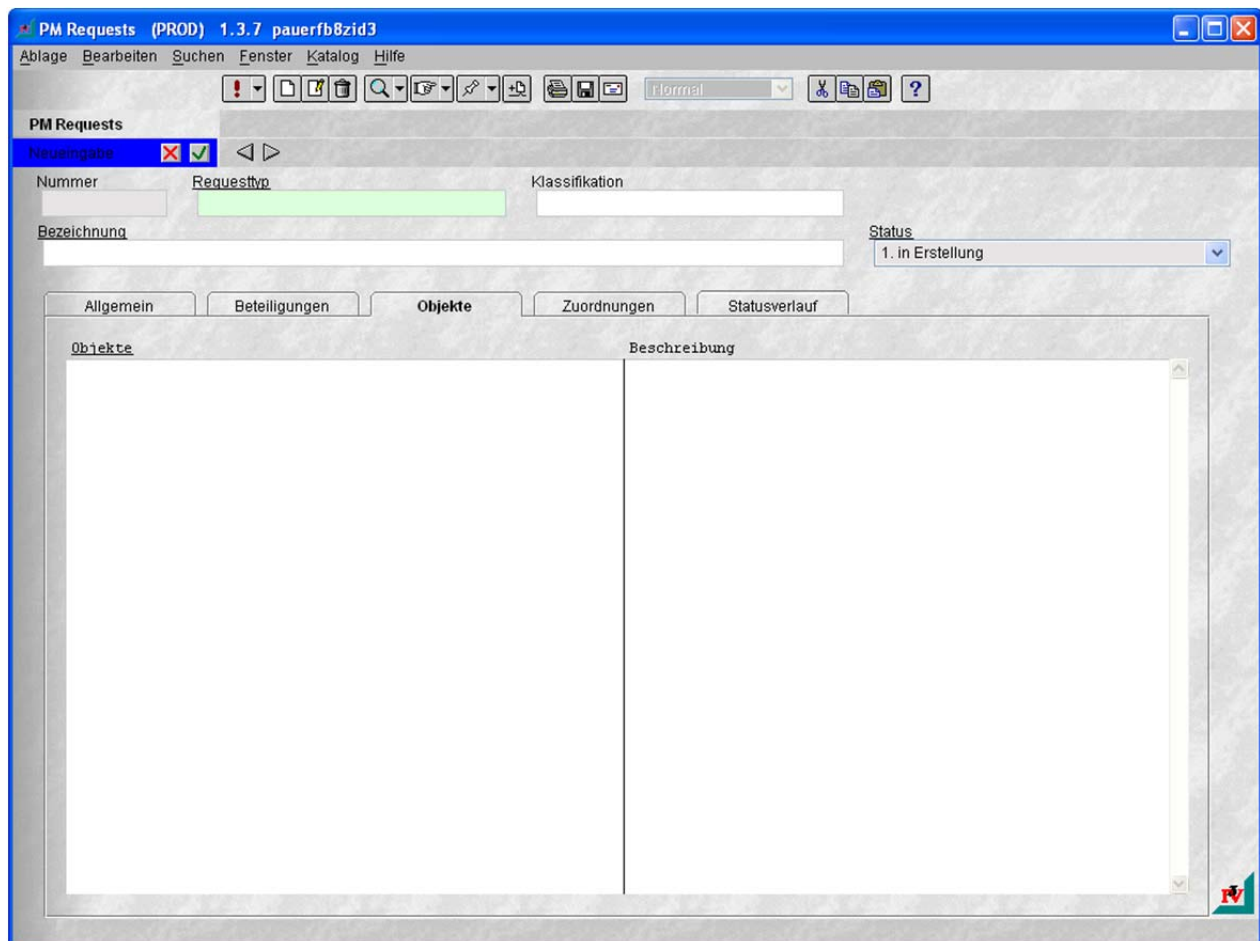 PM Requests (PROD) 1.3.7 pauerfb8zid3
Ablage Bearbeiten Suchen Fenster Katalog Hilfe
Normal
PM Requests
Neueingabe
Nummer Requesttyp Klassifikation
Bezeichnung Status
1. in Erstellung
Allgemein Beteiligungen Objekte Zuordnungen Statusverlauf
Objekte Beschreibung